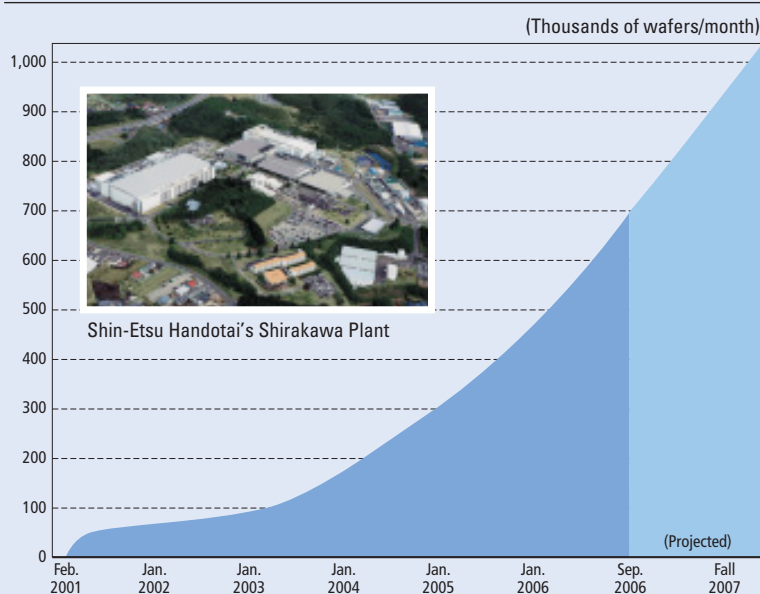 (Thousands of wafers/month)
1,000
900
800
700
600
500
400
300
200
100
0
Shin-Etsu Handotai's Shirakawa Plant
(Projected)
Feb. 2001
Jan. 2002
Jan. 2003
Jan. 2004
Jan. 2005
Jan. 2006
Sep. 2006
Fall 2007